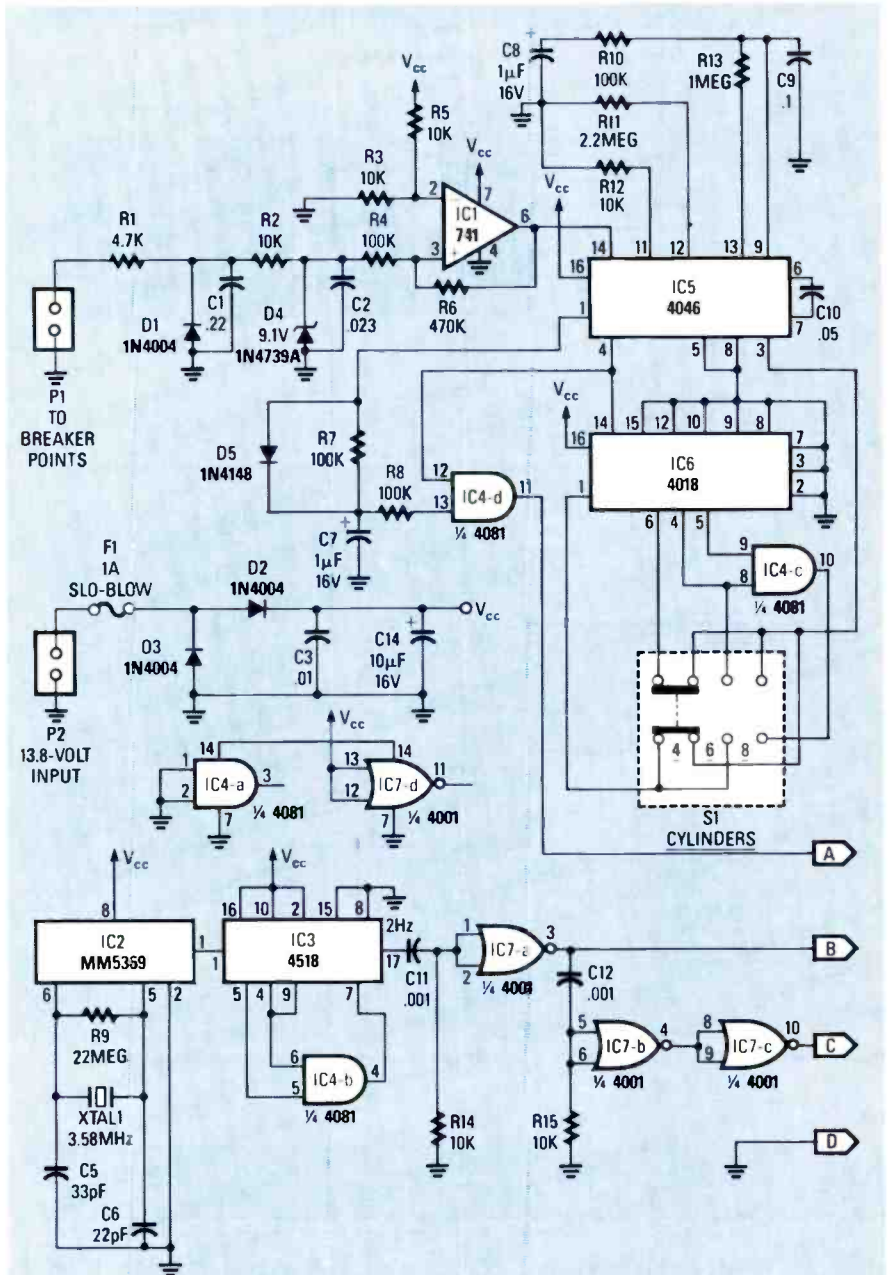 C8
1µF
16V
R10
100K
R13
1MEG
C9
.1
R11
2.2MEG
R12
10K
Vcc
R5
10K
R3
10K
Vcc
2
7
IC1
741
6
3
4
R1
4.7K
R2
10K
R4
100K
R6
470K
C1
.22
D4
9.1V
1N4739A
C2
.023
D1
1N4004
P1
TO
BREAKER
POINTS
Vcc
14
11
12
13
9
16
IC5
4046
6
7
C10
.05
1
4
5
8
3
D5
1N4148
R7
100K
R8
100K
C7
1µF
16V
12
13
11
IC4-d
¼ 4081
14
15
12
10
9
8
16
IC6
4018
7
3
2
1
6
4
5
9
8
10
IC4-c
¼ 4081
4
6
8
S1
CYLINDERS
F1
1A
SLO-BLOW
D2
1N4004
Vcc
D3
1N4004
C3
.01
C14
10µF
16V
P2
13.8-VOLT
INPUT
Vcc
1
2
14
IC4-a
3
7
¼ 4081
13
12
14
IC7-d
11
7
¼ 4001
A
Vcc
8
IC2
MM5369
1
6
5
2
R9
22MEG
XTAL1
3.58MHz
C5
33pF
C6
22pF
Vcc
16
10
2
15
8
1
IC3
4518
2Hz
17
5
4
9
7
6
5
IC4-b
4
¼ 4081
C11
.001
1
2
IC7-a
3
¼ 4001
B
C12
.001
5
6
IC7-b
4
¼ 4001
8
9
IC7-c
10
¼ 4001
C
R14
10K
R15
10K
D